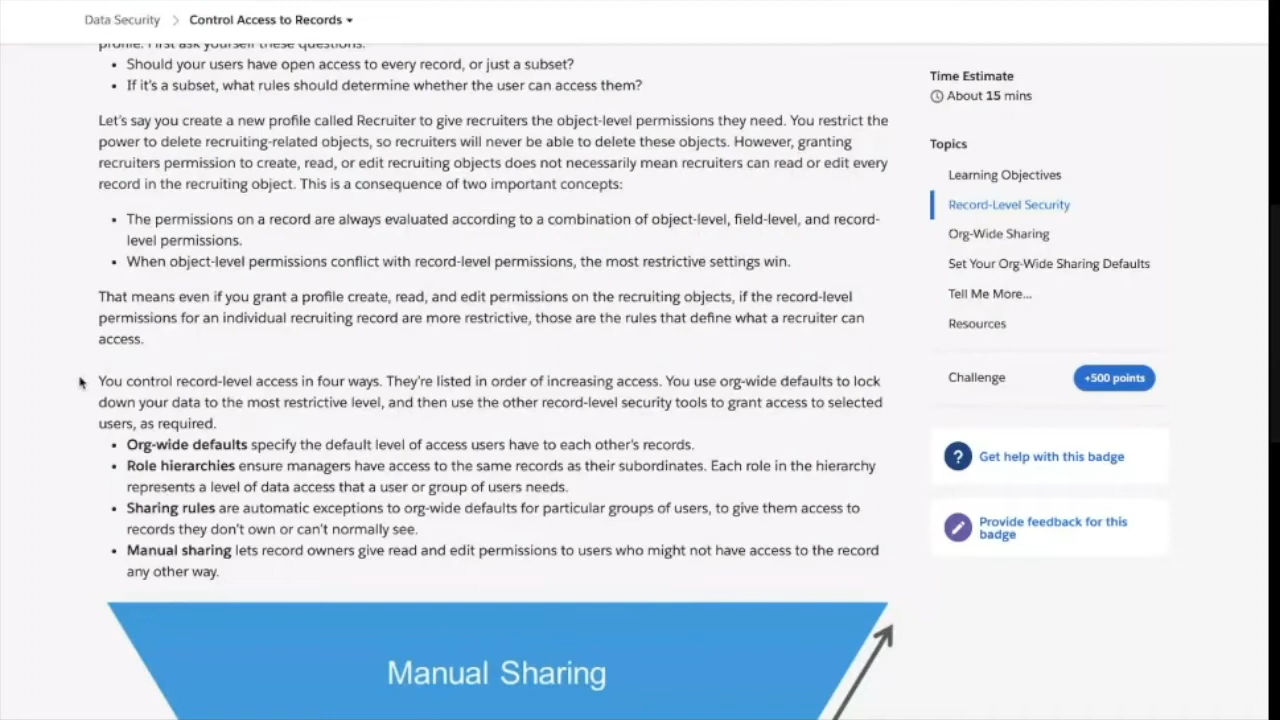 Data Security > Control Access to Records
profile. First ask yourself these questions:
• Should your users have open access to every record, or just a subset?
• If it's a subset, what rules should determine whether the user can access them?
Let's say you create a new profile called Recruiter to give recruiters the object-level permissions they need. You restrict the
power to delete recruiting-related objects, so recruiters will never be able to delete these objects. However, granting
recruiters permission to create, read, or edit recruiting objects does not necessarily mean recruiters can read or edit every
record in the recruiting object. This is a consequence of two important concepts:
• The permissions on a record are always evaluated according to a combination of object-level, field-level, and record-
level permissions.
• When object-level permissions conflict with record-level permissions, the most restrictive settings win.
That means even if you grant a profile create, read, and edit permissions on the recruiting objects, if the record-level
permissions for an individual recruiting record are more restrictive, those are the rules that define what a recruiter can
access.
You control record-level access in four ways. They're listed in order of increasing access. You use org-wide defaults to lock
down your data to the most restrictive level, and then use the other record-level security tools to grant access to selected
users, as required.
• Org-wide defaults specify the default level of access users have to each other's records.
• Role hierarchies ensure managers have access to the same records as their subordinates. Each role in the hierarchy
represents a level of data access that a user or group of users needs.
• Sharing rules are automatic exceptions to org-wide defaults for particular groups of users, to give them access to
records they don't own or can't normally see.
• Manual sharing lets record owners give read and edit permissions to users who might not have access to the record
any other way.
Manual Sharing
Time Estimate
About 15 mins
Topics
Learning Objectives
Record-Level Security
Org-Wide Sharing
Set Your Org-Wide Sharing Defaults
Tell Me More...
Resources
Challenge
+500 points
? Get help with this badge
Provide feedback for this
badge